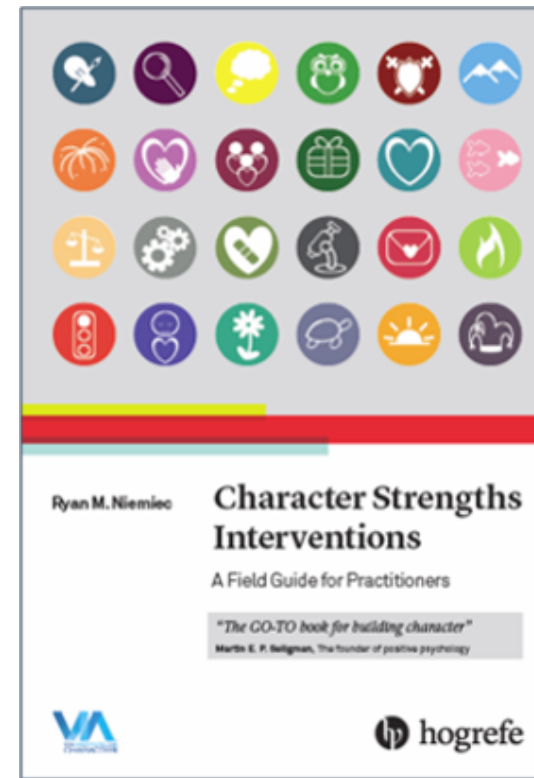 Ryan M. Niemiec
Character Strengths
Interventions
A Field Guide for Practitioners
“The GO-TO book for building character”
Martin E. P. Seligman, The founder of positive psychology
VIA
hogrefe